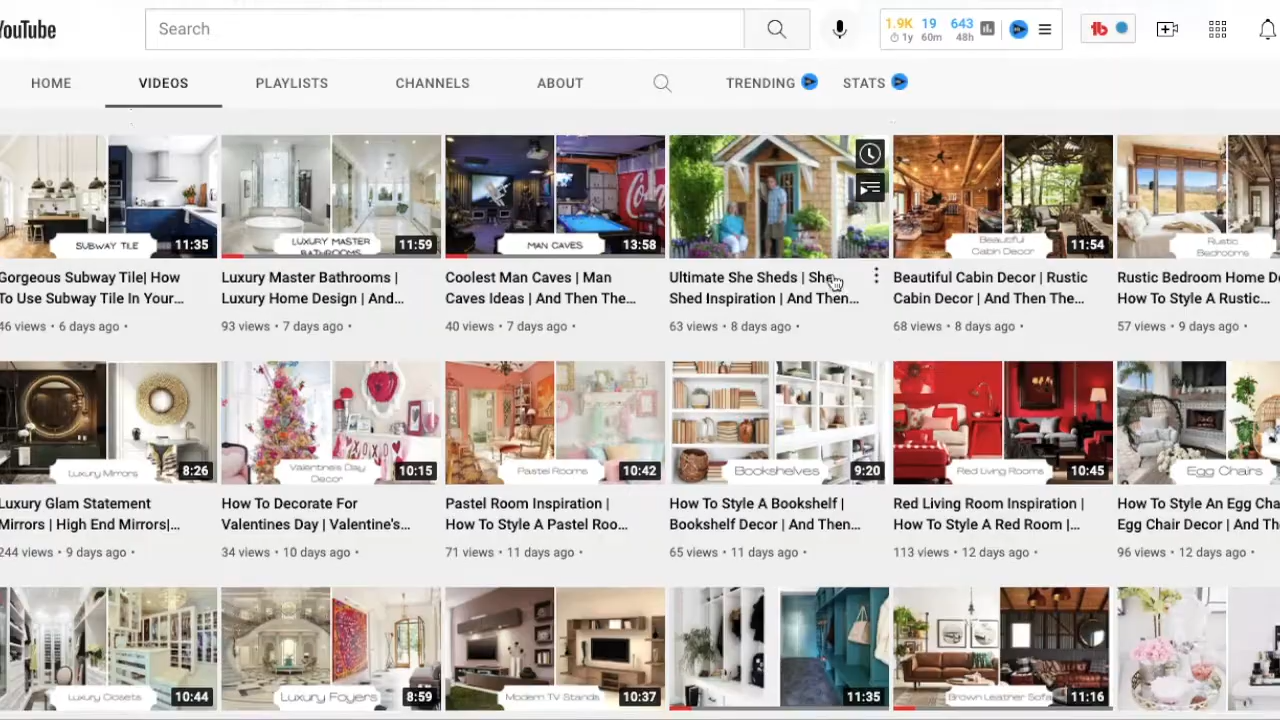 YouTube
Search
1.9K 19 643
1y 60m 48h
HOME VIDEOS PLAYLISTS CHANNELS ABOUT TRENDING STATS
SUBWAY TILE 11:35
LUXURY MASTER
BATHROOMS 11:59
MAN CAVES 13:58
Beautiful
Cabin Decor 11:54
Rustic
Bedrooms
Gorgeous Subway Tile| How
To Use Subway Tile In Your...
46 views • 6 days ago •
Luxury Master Bathrooms |
Luxury Home Design | And...
93 views • 7 days ago •
Coolest Man Caves | Man
Caves Ideas | And Then The...
40 views • 7 days ago •
Ultimate She Sheds | She
Shed Inspiration | And Then...
63 views • 8 days ago •
Beautiful Cabin Decor | Rustic
Cabin Decor | And Then The...
68 views • 8 days ago •
Rustic Bedroom Home D
How To Style A Rustic...
57 views • 9 days ago •
Luxury Mirrors 8:26
Valentine's Day
Decor 10:15
XOXO
Pastel Rooms 10:42
Bookshelves 9:20
Red Living Rooms 10:45
Egg Chairs
Luxury Glam Statement
Mirrors | High End Mirrors|...
244 views • 9 days ago •
How To Decorate For
Valentines Day | Valentine's...
34 views • 10 days ago •
Pastel Room Inspiration |
How To Style A Pastel Roo...
71 views • 11 days ago •
How To Style A Bookshelf |
Bookshelf Decor | And Then...
65 views • 11 days ago •
Red Living Room Inspiration |
How To Style A Red Room |...
113 views • 12 days ago •
How To Style An Egg Cha
Egg Chair Decor | And Th
96 views • 12 days ago •
Luxury Closets 10:44
Luxury Foyers 8:59
Modern TV Stands 10:37
11:35
Brown Leather Sofa 11:16